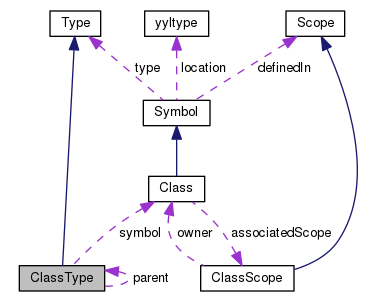 Type
yyltype
Scope
type
location
definedIn
Symbol
Class
symbol
owner
associatedScope
ClassType
parent
ClassScope